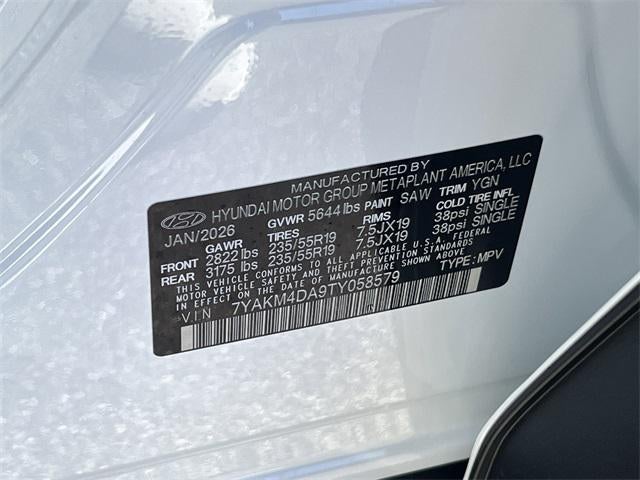 MANUFACTURED BY
HYUNDAI MOTOR GROUP METAPLANT AMERICA, LLC
JAN/2026 GVWR 5644 lbs PAINT SAW TRIM YGN
GAWR TIRES RIMS COLD TIRE INFL.
FRONT 2822 lbs 235/55R19 7.5JX19 38psi SINGLE
REAR 3175 lbs 235/55R19 7.5JX19 38psi SINGLE
THIS VEHICLE CONFORMS TO ALL APPLICABLE U.S.A. FEDERAL
MOTOR VEHICLE SAFETY AND THEFT PREVENTION STANDARDS
IN EFFECT ON THE DATE OF MANUFACTURE SHOWN ABOVE.
V.I.N 7YAKM4DA9TY058579 TYPE: MPV